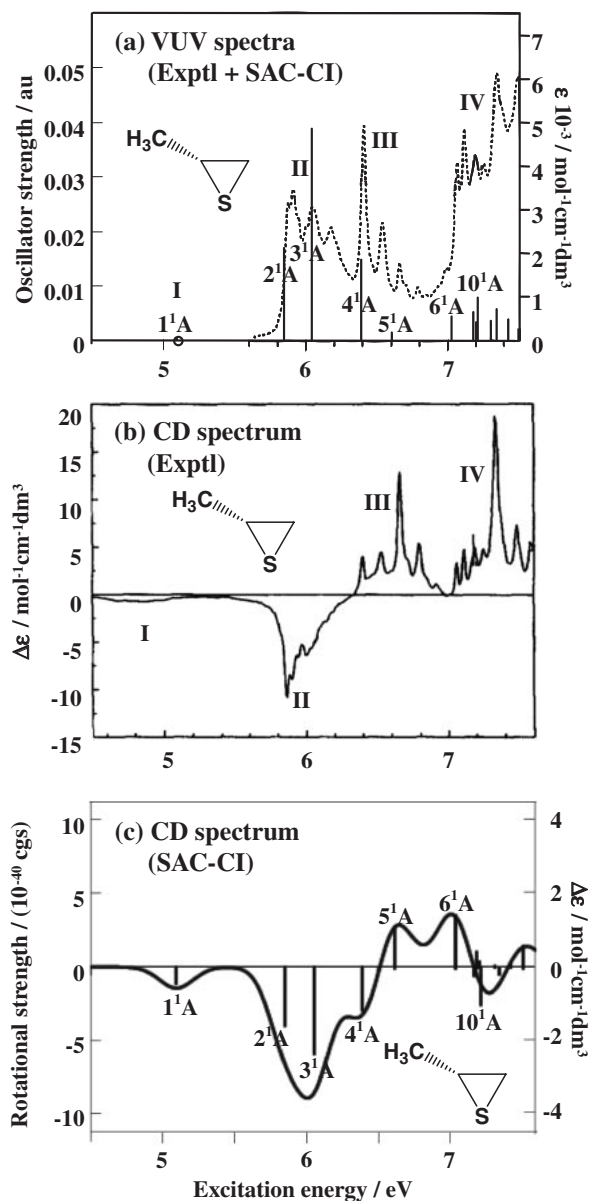 (a) VUV spectra
(Exptl + SAC-CI)
Oscillator strength / au
0.05
0.04
0.03
0.02
0.01
0
H₃C
S
I
1¹A
II
2¹A
3¹A
III
4¹A
5¹A
IV
6¹A
10¹A
7
6
5
4
3
2
1
0
ε 10⁻³ / mol⁻¹cm⁻¹dm³
5
6
7
(b) CD spectrum
(Exptl)
Δε / mol⁻¹cm⁻¹dm³
20
15
10
5
0
-5
-10
-15
H₃C
S
I
II
III
IV
5
6
7
(c) CD spectrum
(SAC-CI)
Rotational strength / (10⁻⁴⁰ cgs)
10
5
0
-5
-10
1¹A
2¹A
3¹A
4¹A
5¹A
6¹A
10¹A
H₃C
S
4
2
0
-2
-4
Δε / mol⁻¹cm⁻¹dm³
5
6
7
Excitation energy / eV